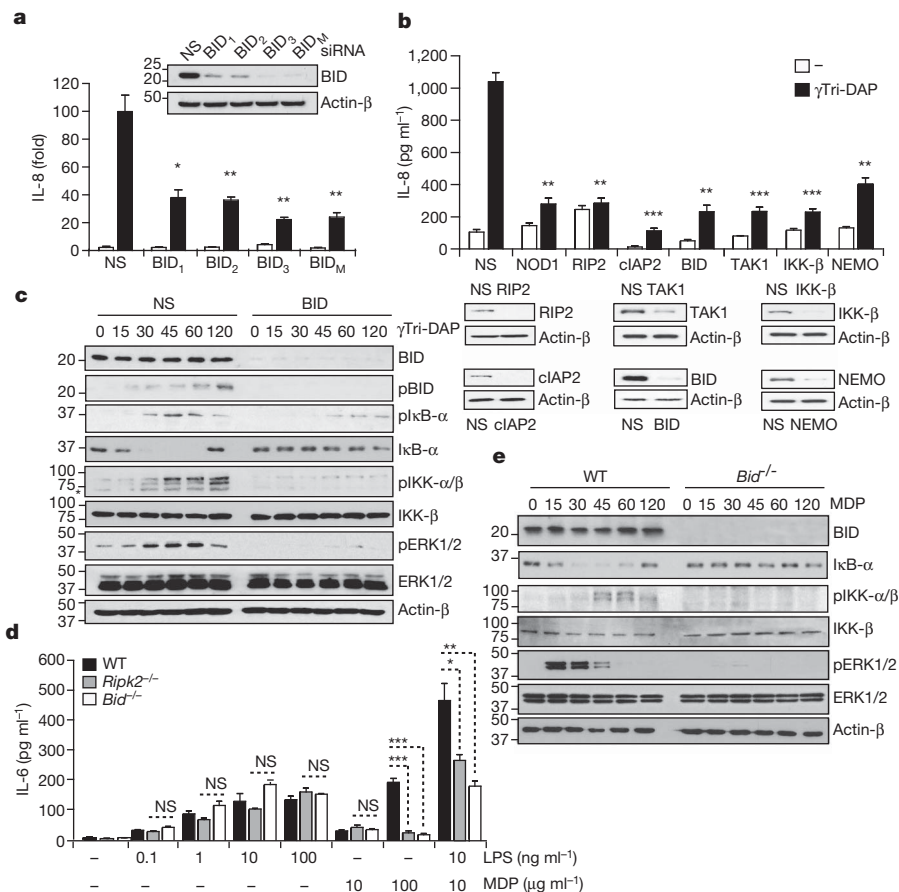 a
NS BID1 BID2 BID3 BIDM siRNA
25
20
BID
50
Actin-β
IL-8 (fold)
120
100
80
60
40
20
0
* ** ** **
NS BID1 BID2 BID3 BIDM
b
–
γTri-DAP
IL-8 (pg ml−1)
1,200
1,000
800
600
400
200
0
** ** *** ** *** *** **
NS NOD1 RIP2 cIAP2 BID TAK1 IKK-β NEMO
NS RIP2
RIP2
Actin-β
NS TAK1
TAK1
Actin-β
NS IKK-β
IKK-β
Actin-β
cIAP2
Actin-β
NS cIAP2
BID
Actin-β
NS BID
NEMO
Actin-β
NS NEMO
c
NS BID
0 15 30 45 60 120 0 15 30 45 60 120 γTri-DAP
20 BID
20 pBID
37 pIκB-α
37 IκB-α
100
75 pIKK-α/β
*
100
75 IKK-β
50
37 pERK1/2
50
37 ERK1/2
50
37 Actin-β
d
WT
Ripk2−/−
Bid−/−
IL-6 (pg ml−1)
600
500
400
300
200
100
0
NS NS NS NS NS
***
***
**
*
– 0.1 1 10 100 – – 10 LPS (ng ml−1)
– – – – – 10 100 10 MDP (μg ml−1)
e
WT Bid−/−
0 15 30 45 60 120 0 15 30 45 60 120 MDP
20 BID
37 IκB-α
100
75 pIKK-α/β
100
75 IKK-β
50
37 pERK1/2
50
37 ERK1/2
50
37 Actin-β